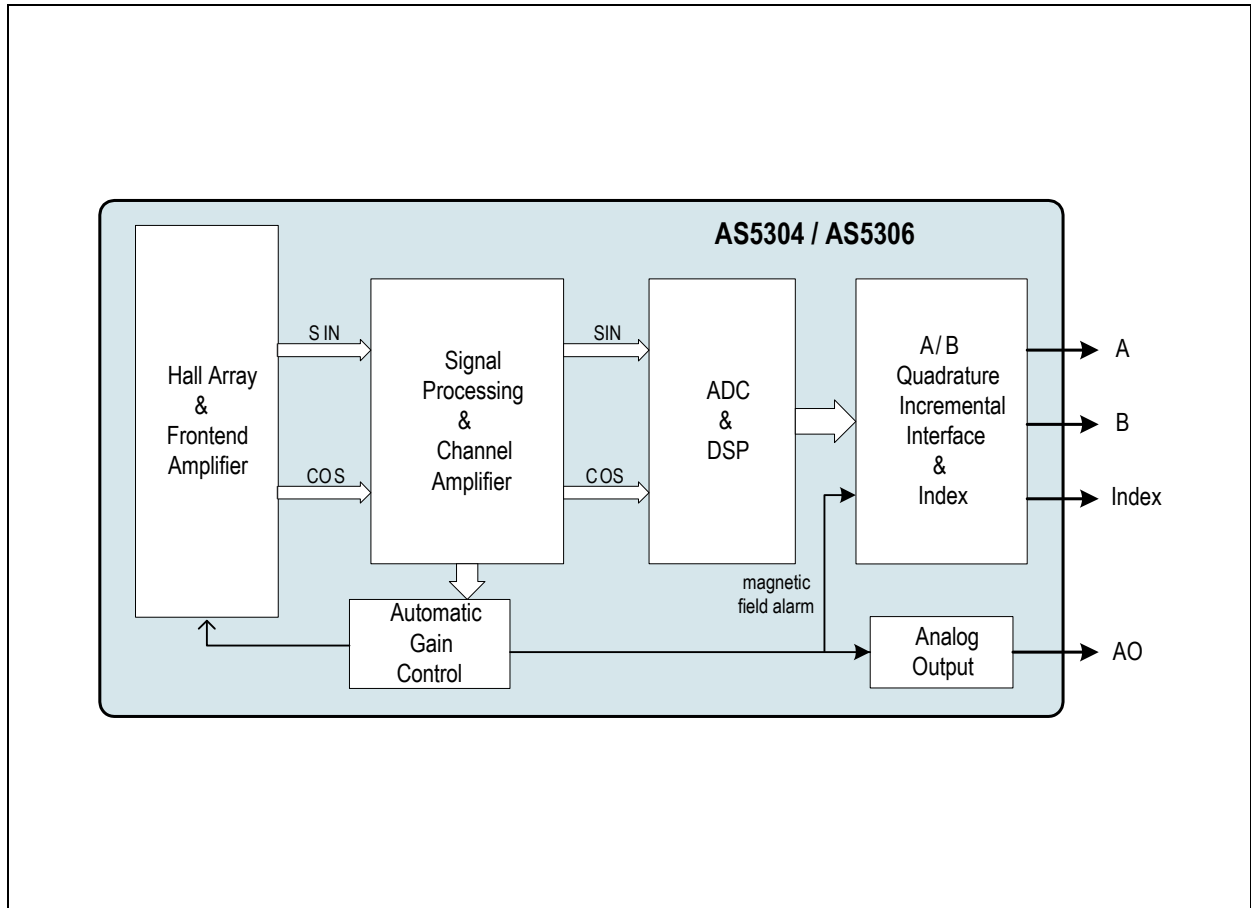 AS5304 / AS5306
Hall Array
&
Frontend
Amplifier
SIN
COS
Signal
Processing
&
Channel
Amplifier
SIN
COS
ADC
&
DSP
A/B
Quadrature
Incremental
Interface
&
Index
A
B
Index
magnetic
field alarm
Automatic
Gain
Control
Analog
Output
AO